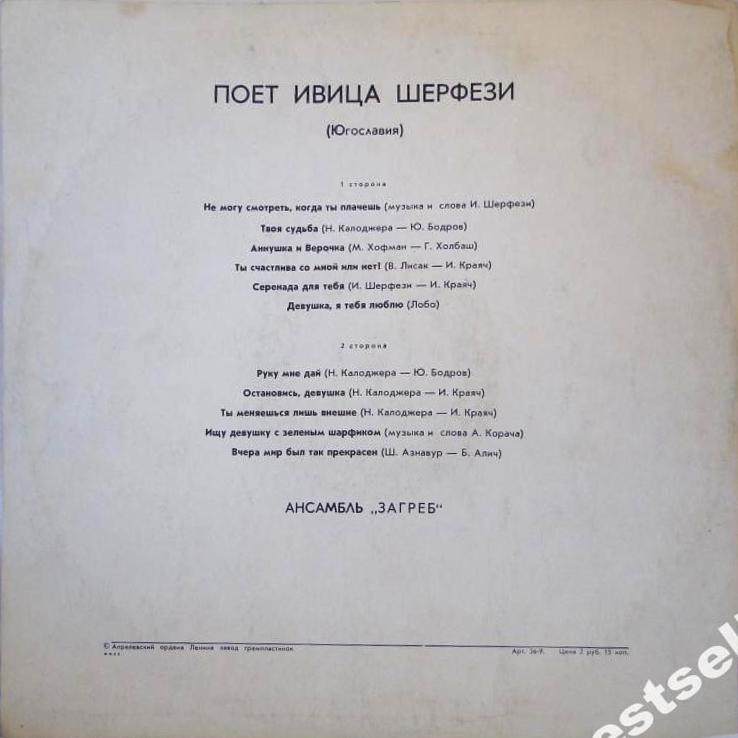 ПОЕТ ИВИЦА ШЕРФЕЗИ
(Югославия)
1 сторона
Не могу смотреть, когда ты плачешь (музыка и слова И. Шерфези)
Твоя судьба (Н. Калоджера — Ю. Бодров)
Аннушка и Верочка (М. Хофман — Г. Холбаш)
Ты счастлива со мной или нет! (В. Лисак — И. Краяч)
Серенада для тебя (И. Шерфези — И. Краяч)
Девушка, я тебя люблю (Лобо)
2 сторона
Руку мне дай (Н. Калоджера — Ю. Бодров)
Остановись, девушка (Н. Калоджера — И. Краяч)
Ты меняешься лишь внешне (Н. Калоджера — И. Краяч)
Ищу девушку с зеленым шарфиком (музыка и слова А. Корача)
Вчера мир был так прекрасен (Ш. Азнавур — Б. Алич)
АНСАМБЛЬ „ЗАГРЕБ"
© Апрелевский ордена Ленина завод грампластинок Арт. 36-9. Цена 2 руб. 15 коп.
estsell